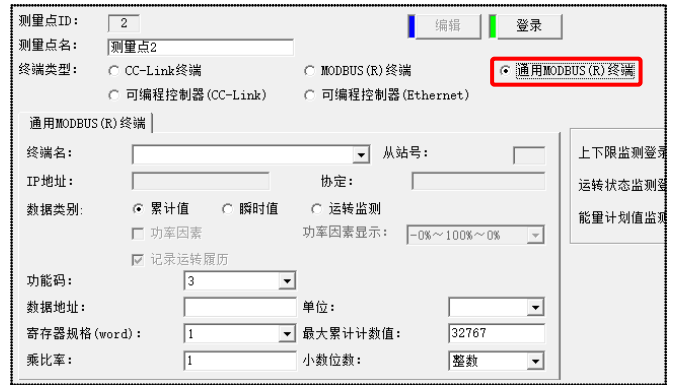 测量点ID： 2 编辑 登录
测量点名： 测量点2
终端类型： CC-Link终端 MODBUS(R)终端 通用MODBUS(R)终端
可编程控制器(CC-Link) 可编程控制器(Ethernet)
通用MODBUS(R)终端
终端名： 从站号： 上下限监测登录
IP地址： 协定： 运转状态监测登
数据类别： 累计值 瞬时值 运转监测 能量计划值监测
功率因素 功率因素显示： -0%～100%～0%
记录运转履历
功能码： 3
数据地址： 单位：
寄存器规格(word)： 1 最大累计计数值： 32767
乘比率： 1 小数位数： 整数